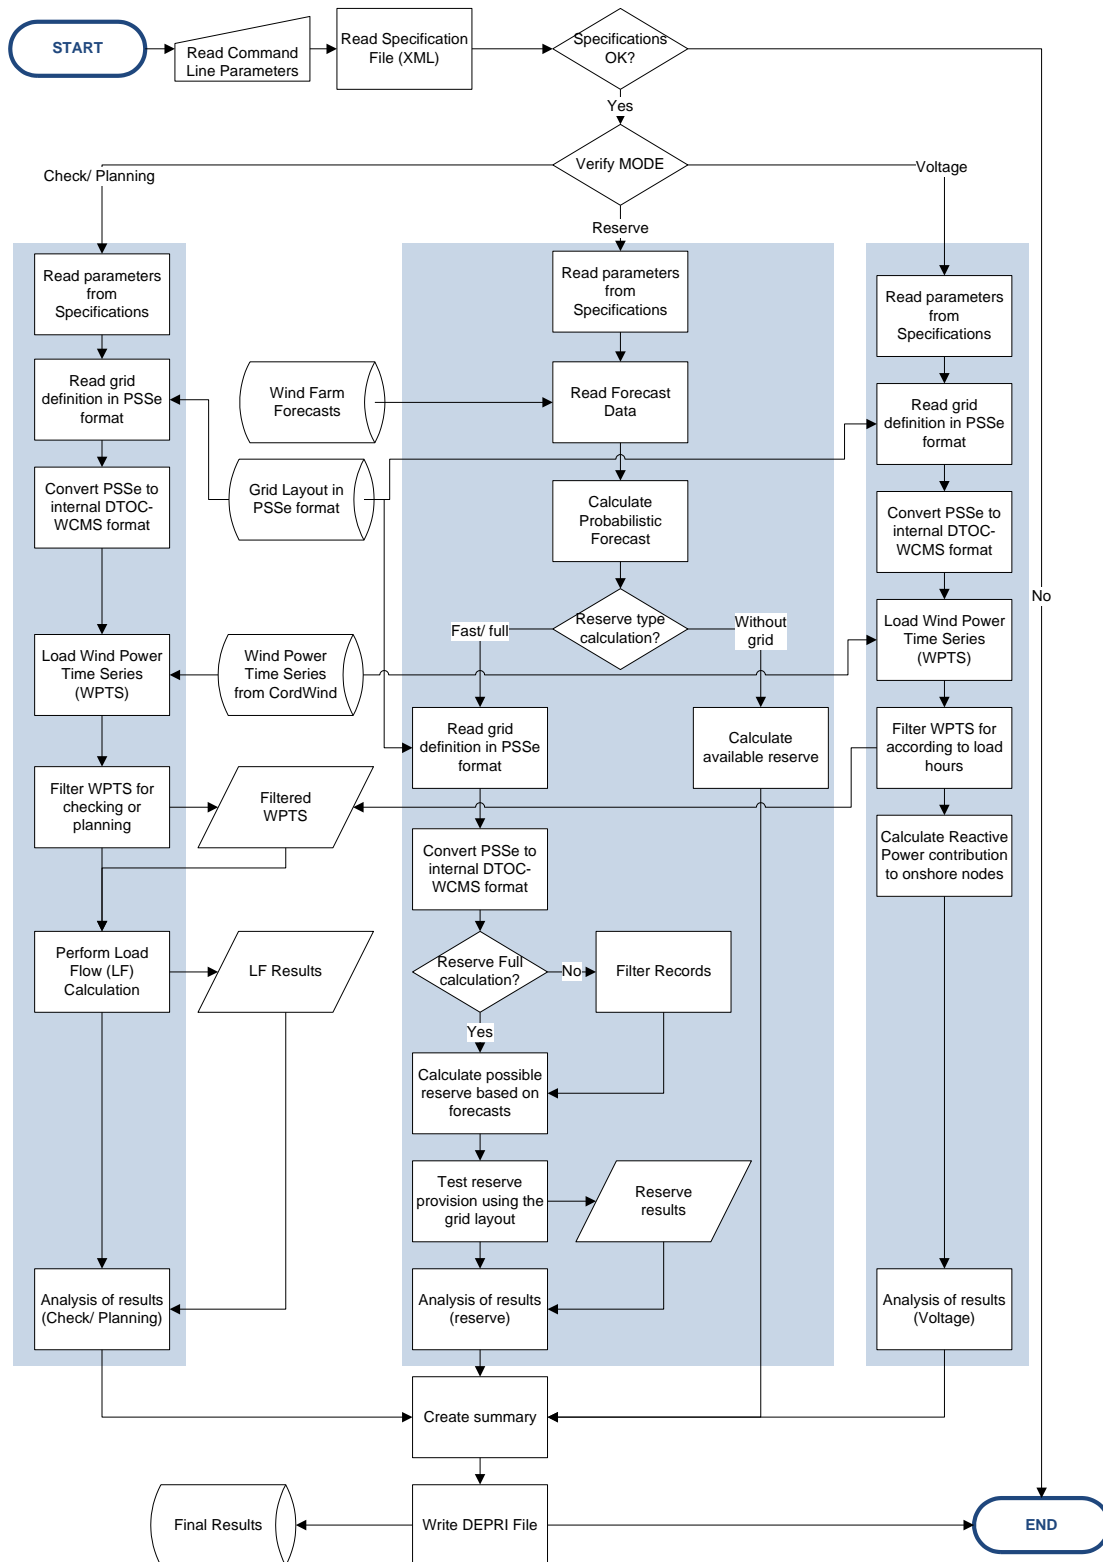 START
Read Command
Line Parameters
Read Specification
File (XML)
Specifications
OK?
Yes
Verify MODE
Check/ Planning
Voltage
Reserve
Read parameters
from
Specifications
Read parameters
from
Specifications
Read parameters
from
Specifications
Read grid
definition in PSSe
format
Wind Farm
Forecasts
Read Forecast
Data
Read grid
definition in PSSe
format
Convert PSSe to
internal DTOC-
WCMS format
Grid Layout in
PSSe format
Calculate
Probabilistic
Forecast
Convert PSSe to
internal DTOC-
WCMS format
No
Fast/ full
Reserve type
calculation?
Without
grid
Load Wind Power
Time Series
(WPTS)
Wind Power
Time Series
from CordWind
Load Wind Power
Time Series
(WPTS)
Read grid
definition in PSSe
format
Calculate
available reserve
Filter WPTS for
according to load
hours
Filter WPTS for
checking or
planning
Filtered
WPTS
Convert PSSe to
internal DTOC-
WCMS format
Calculate Reactive
Power contribution
to onshore nodes
Perform Load
Flow (LF)
Calculation
LF Results
Reserve Full
calculation?
No
Filter Records
Yes
Calculate possible
reserve based on
forecasts
Test reserve
provision using the
grid layout
Reserve
results
Analysis of results
(Check/ Planning)
Analysis of results
(reserve)
Analysis of results
(Voltage)
Create summary
Final Results
Write DEPRI File
END